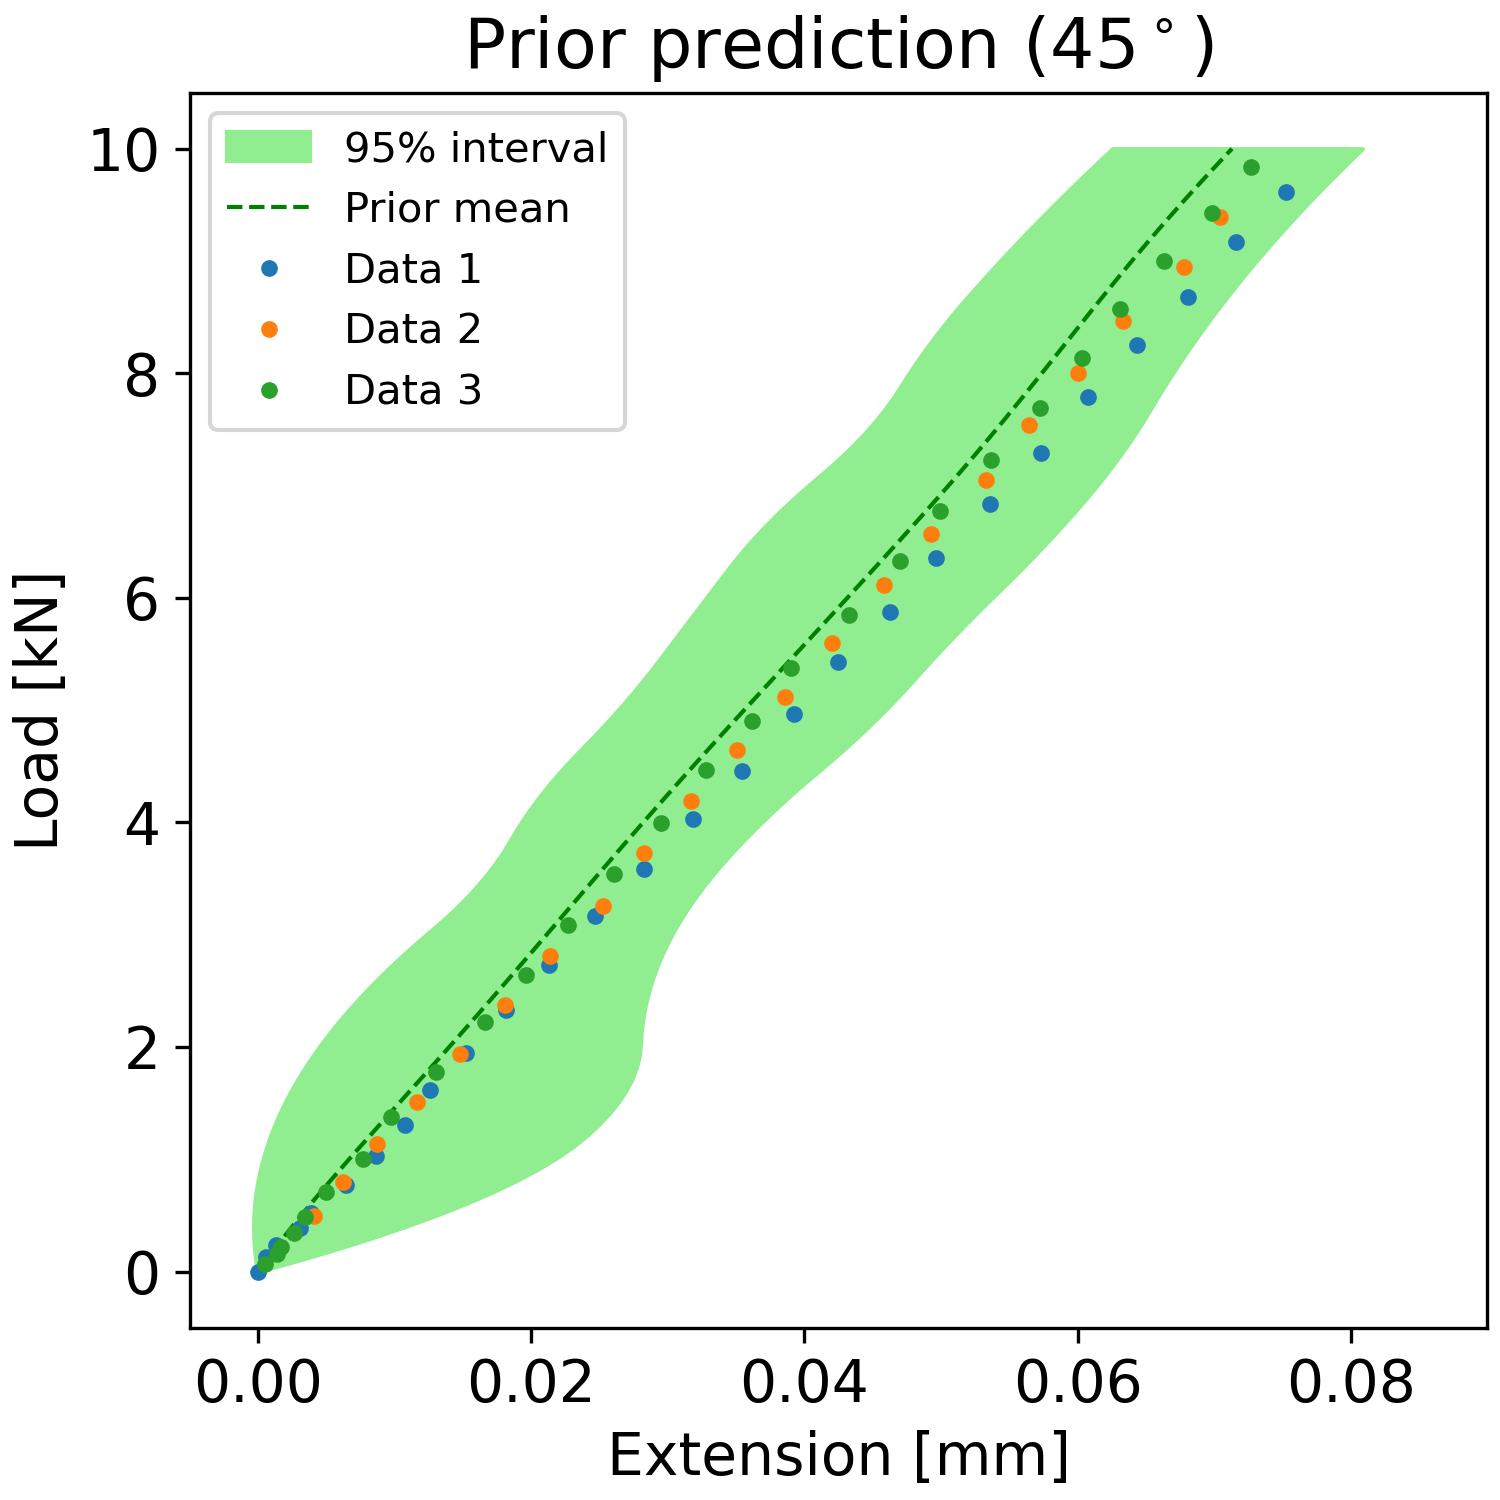 Prior prediction (45°)
95% interval
Prior mean
Data 1
Data 2
Data 3
Load [kN]
10
8
6
4
2
0
0.00 0.02 0.04 0.06 0.08
Extension [mm]